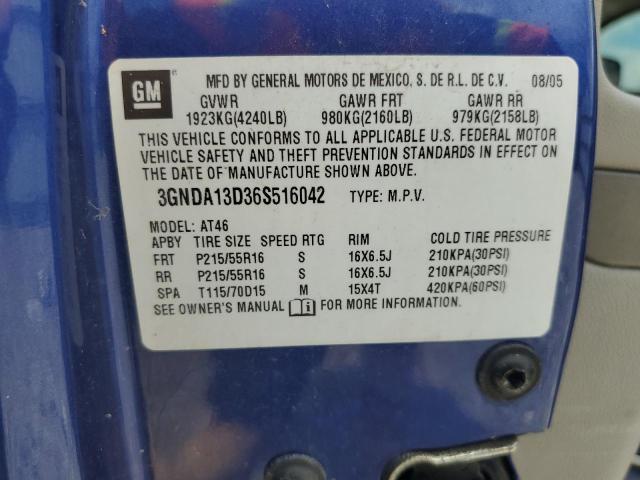 GM MFD BY GENERAL MOTORS DE MEXICO, S. DE R.L. DE C.V. 08/05
GVWR GAWR FRT GAWR RR
1923KG(4240LB) 980KG(2160LB) 979KG(2158LB)
THIS VEHICLE CONFORMS TO ALL APPLICABLE U.S. FEDERAL MOTOR
VEHICLE SAFETY AND THEFT PREVENTION STANDARDS IN EFFECT ON
THE DATE OF MANUFACTURE SHOWN ABOVE.
3GNDA13D36S516042 TYPE: M.P.V.
MODEL: AT46
APBY TIRE SIZE SPEED RTG RIM COLD TIRE PRESSURE
FRT P215/55R16 S 16X6.5J 210KPA(30PSI)
RR P215/55R16 S 16X6.5J 210KPA(30PSI)
SPA T115/70D15 M 15X4T 420KPA(60PSI)
SEE OWNER'S MANUAL FOR MORE INFORMATION.